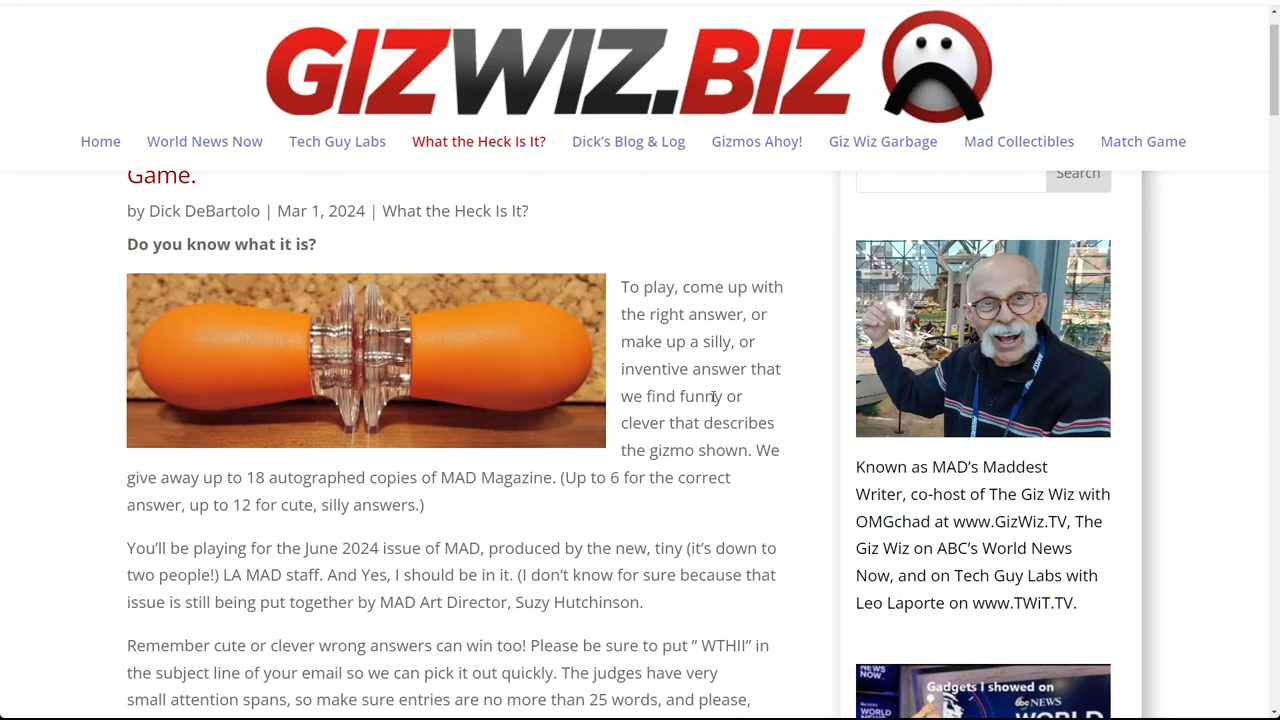 GIZWIZ.BIZ
Home World News Now Tech Guy Labs What the Heck Is It? Dick's Blog & Log Gizmos Ahoy! Giz Wiz Garbage Mad Collectibles Match Game
Game.
by Dick DeBartolo | Mar 1, 2024 | What the Heck Is It?
Do you know what it is?
To play, come up with
the right answer, or
make up a silly, or
inventive answer that
we find funny or
clever that describes
the gizmo shown. We
give away up to 18 autographed copies of MAD Magazine. (Up to 6 for the correct
answer, up to 12 for cute, silly answers.)
You’ll be playing for the June 2024 issue of MAD, produced by the new, tiny (it’s down to
two people!) LA MAD staff. And Yes, I should be in it. (I don’t know for sure because that
issue is still being put together by MAD Art Director, Suzy Hutchinson.
Remember cute or clever wrong answers can win too! Please be sure to put ” WTHII” in
the subject line of your email so we can pick it out quickly. The judges have very
small attention spans, so make sure entries are no more than 25 words, and please,
Search
Known as MAD’s Maddest
Writer, co-host of The Giz Wiz with
OMGchad at www.GizWiz.TV, The
Giz Wiz on ABC’s World News
Now, and on Tech Guy Labs with
Leo Laporte on www.TWiT.TV.
NEWS
NOW
Gadgets I showed on
abc NEWS
WORLD
NEWS
WORLD